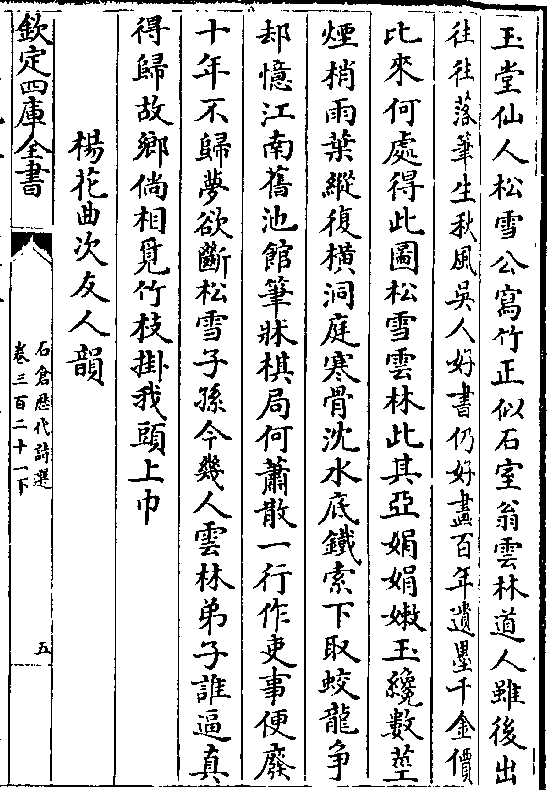 玉堂仙人松雪公寫竹正似石室翁雲林道人雖後出
往往落筆生秋風吳人好書仍好畫百年遺墨千金價
比來何處得此圖松雪雲林此其亞娟娟嫩玉纔數莖
煙梢雨葉縱復橫洞庭寒骨沈水底鐵索下取蛟龍爭
却憶江南舊池館筆牀棋局何蕭散一行作吏事便廢
十年不歸夢欲斷松雪子孫今幾人雲林弟子誰逼真
得歸故鄉倘相覓竹枝掛我頭上巾
楊花曲次友人韻
欽定四庫全書
石倉歷代詩選
卷三百二十一下
五